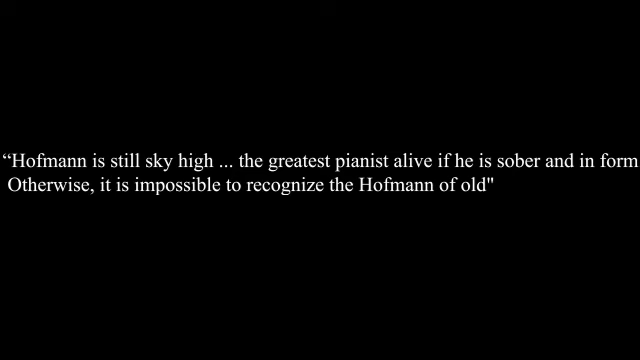 “Hofmann is still sky high ... the greatest pianist alive if he is sober and in form
Otherwise, it is impossible to recognize the Hofmann of old"